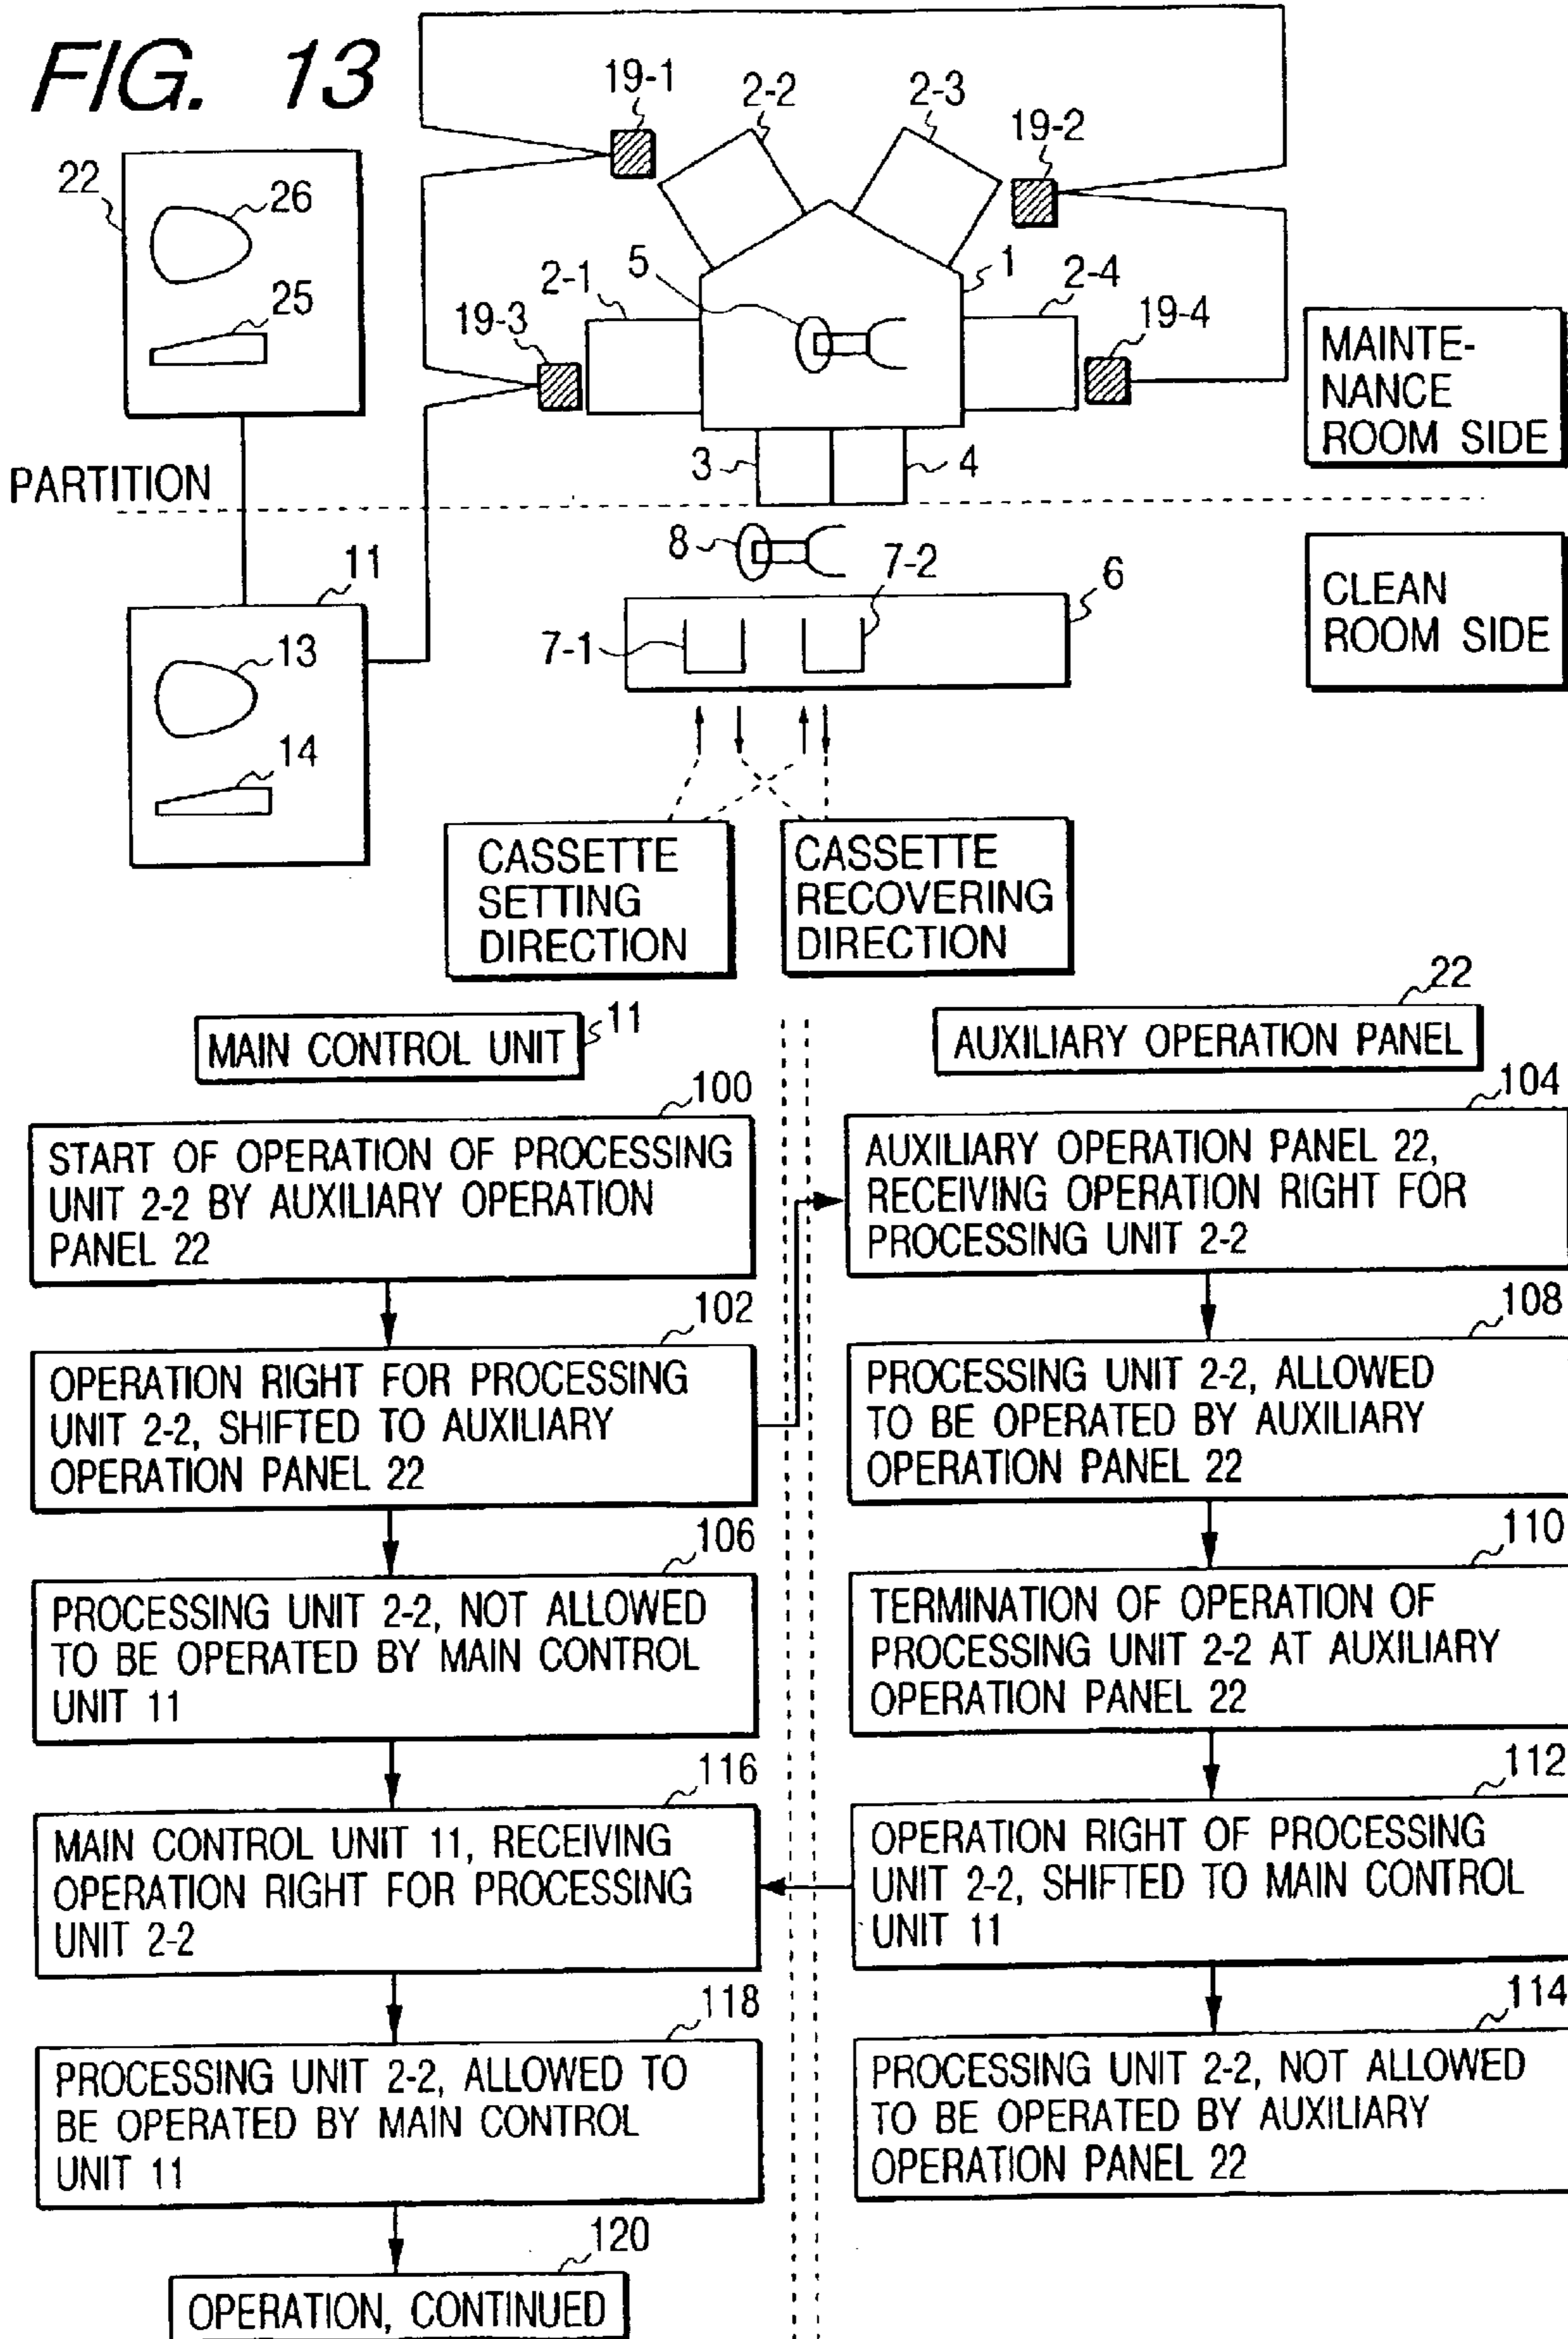 FIG. 13
19-1
2-2
2-3
19-2
22
26
25
5
1
2-1
2-4
19-3
19-4
MAINTE-
NANCE
ROOM SIDE
3
4
PARTITION
8
7-2
6
11
CLEAN
ROOM SIDE
7-1
13
14
CASSETTE
SETTING
DIRECTION
CASSETTE
RECOVERING
DIRECTION
MAIN CONTROL UNIT
11
22
AUXILIARY OPERATION PANEL
100
START OF OPERATION OF PROCESSING
UNIT 2-2 BY AUXILIARY OPERATION
PANEL 22
104
AUXILIARY OPERATION PANEL 22,
RECEIVING OPERATION RIGHT FOR
PROCESSING UNIT 2-2
102
OPERATION RIGHT FOR PROCESSING
UNIT 2-2, SHIFTED TO AUXILIARY
OPERATION PANEL 22
108
PROCESSING UNIT 2-2, ALLOWED
TO BE OPERATED BY AUXILIARY
OPERATION PANEL 22
106
PROCESSING UNIT 2-2, NOT ALLOWED
TO BE OPERATED BY MAIN CONTROL
UNIT 11
110
TERMINATION OF OPERATION OF
PROCESSING UNIT 2-2 AT AUXILIARY
OPERATION PANEL 22
116
MAIN CONTROL UNIT 11, RECEIVING
OPERATION RIGHT FOR PROCESSING
UNIT 2-2
112
OPERATION RIGHT OF PROCESSING
UNIT 2-2, SHIFTED TO MAIN CONTROL
UNIT 11
118
PROCESSING UNIT 2-2, ALLOWED TO
BE OPERATED BY MAIN CONTROL
UNIT 11
114
PROCESSING UNIT 2-2, NOT ALLOWED
TO BE OPERATED BY AUXILIARY
OPERATION PANEL 22
120
OPERATION, CONTINUED